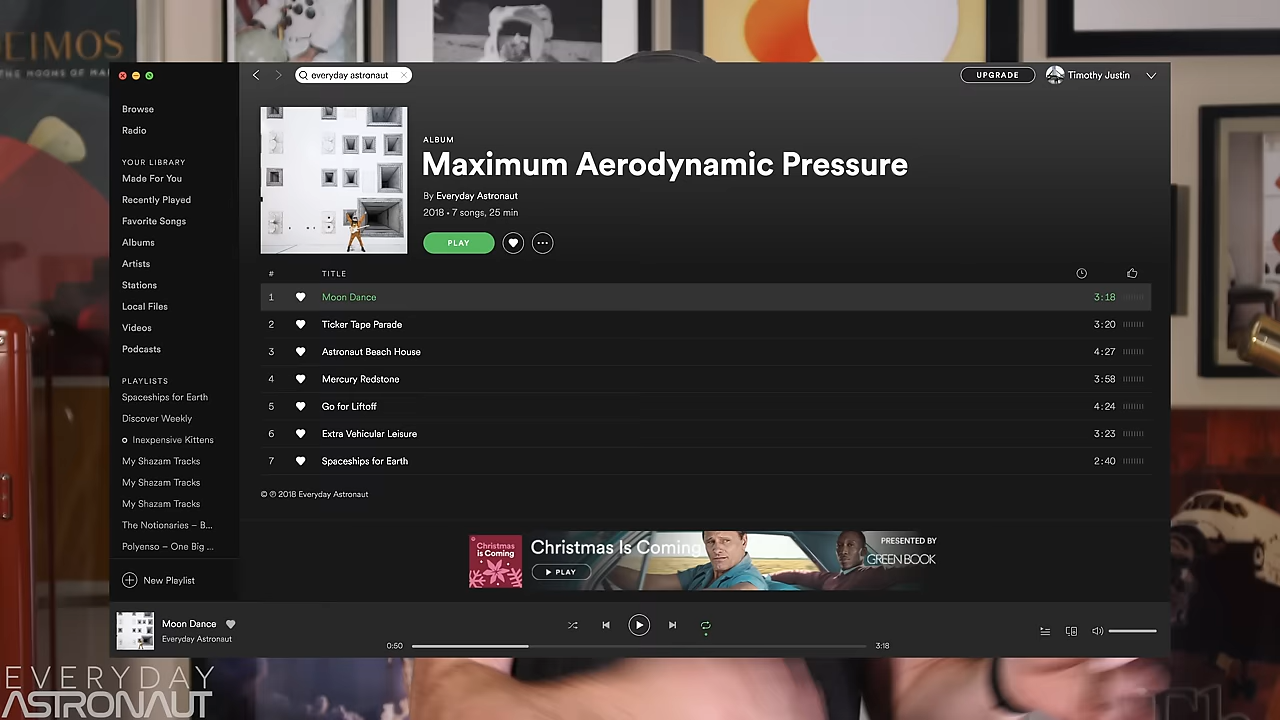 EIMOS
THE MOONS OF MA
everyday astronaut
UPGRADE
Timothy Justin
Browse
Radio
YOUR LIBRARY
Made For You
Recently Played
Favorite Songs
Albums
Artists
Stations
Local Files
Videos
Podcasts
PLAYLISTS
Spaceships for Earth
Discover Weekly
Inexpensive Kittens
My Shazam Tracks
My Shazam Tracks
My Shazam Tracks
The Notionaries – B...
Polyenso – One Big ...
New Playlist
ALBUM
Maximum Aerodynamic Pressure
By Everyday Astronaut
2018 • 7 songs, 25 min
PLAY
# TITLE
1 Moon Dance 3:18
2 Ticker Tape Parade 3:20
3 Astronaut Beach House 4:27
4 Mercury Redstone 3:58
5 Go for Liftoff 4:24
6 Extra Vehicular Leisure 3:23
7 Spaceships for Earth 2:40
© ℗ 2018 Everyday Astronaut
Christmas
is Coming
Christmas Is Coming
PLAY
PRESENTED BY
GREEN BOOK
Moon Dance
Everyday Astronaut
0:50
3:18
EVERYDAY
ASTRONAUT